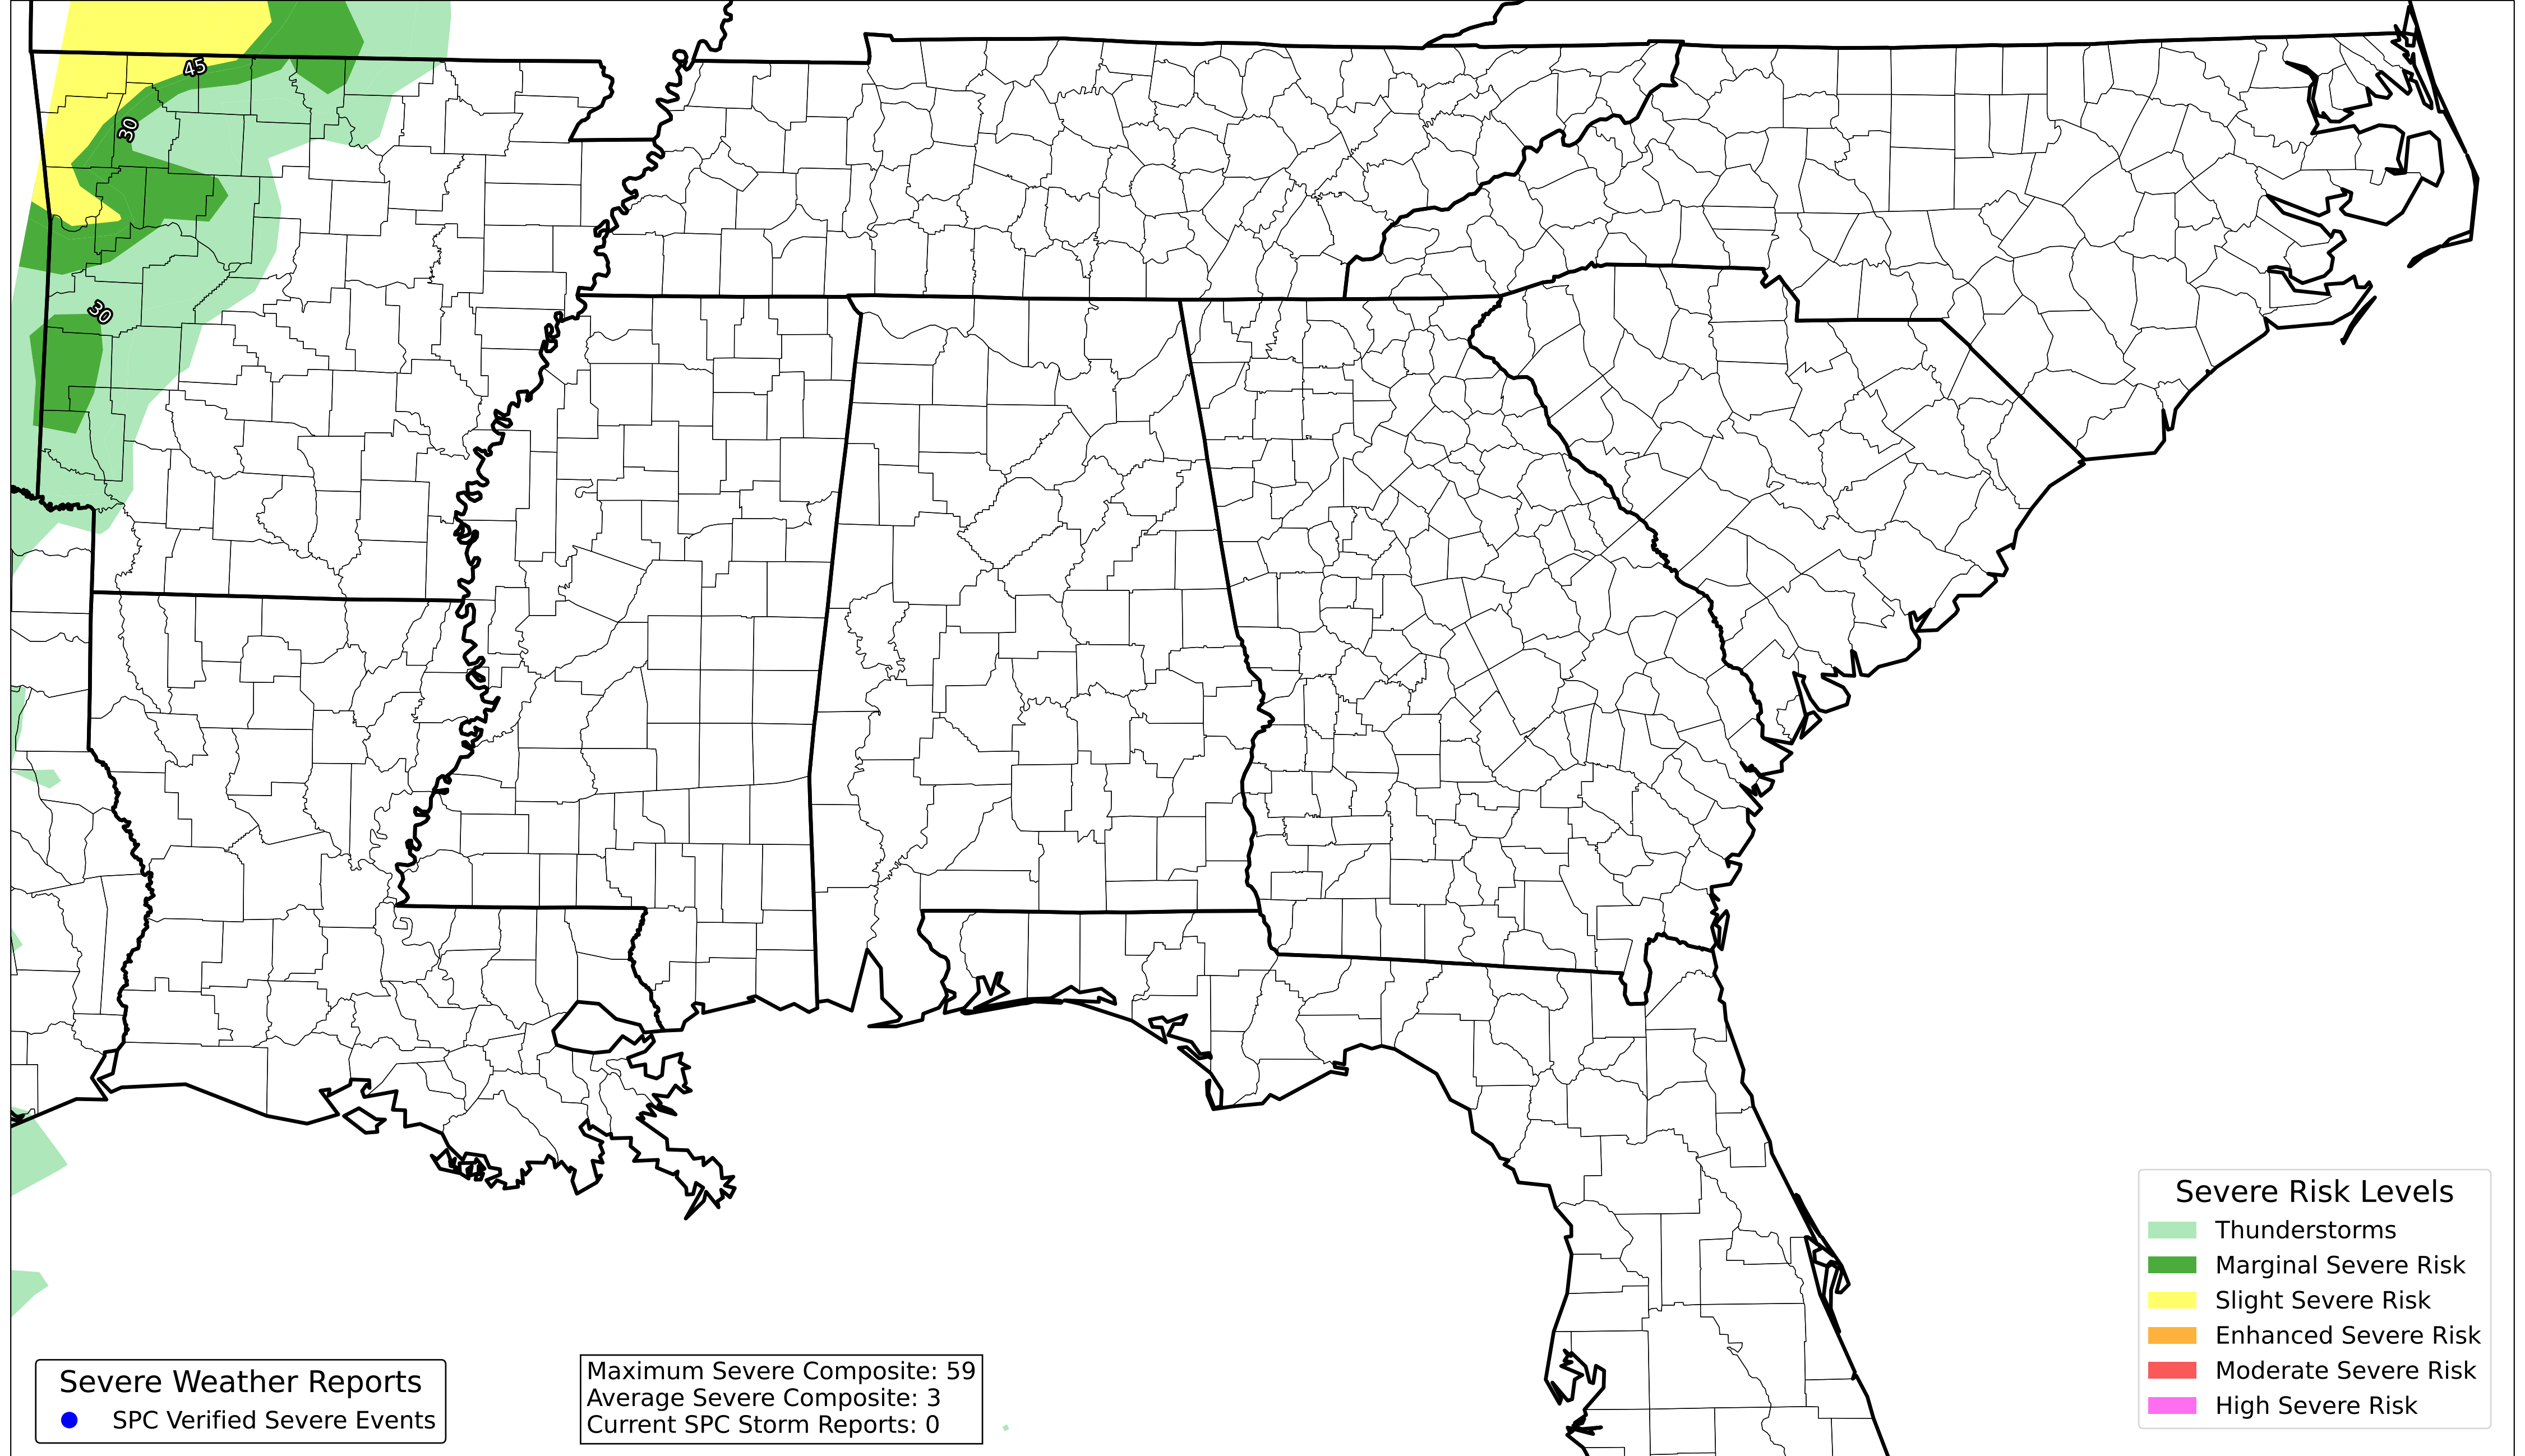 45
30
30
Severe Risk Levels
Thunderstorms
Marginal Severe Risk
Slight Severe Risk
Enhanced Severe Risk
Moderate Severe Risk
High Severe Risk
Severe Weather Reports
SPC Verified Severe Events
Maximum Severe Composite: 59
Average Severe Composite: 3
Current SPC Storm Reports: 0